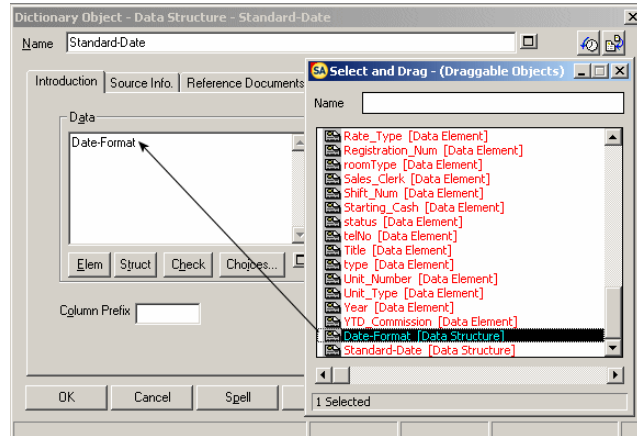 Dictionary Object - Data Structure - Standard-Date
Name Standard-Date
Introduction Source Info. Reference Documents
Data
Date-Format
Elem Struct Check Choices...
Column Prefix
OK Cancel Spell
SA Select and Drag - (Draggable Objects)
Name
Rate_Type [Data Element]
Registration_Num [Data Element]
roomType [Data Element]
Sales_Clerk [Data Element]
Shift_Num [Data Element]
Starting_Cash [Data Element]
status [Data Element]
telNo [Data Element]
Title [Data Element]
type [Data Element]
Unit_Number [Data Element]
Unit_Type [Data Element]
Year [Data Element]
YTD_Commission [Data Element]
Date-Format [Data Structure]
Standard-Date [Data Structure]
1 Selected